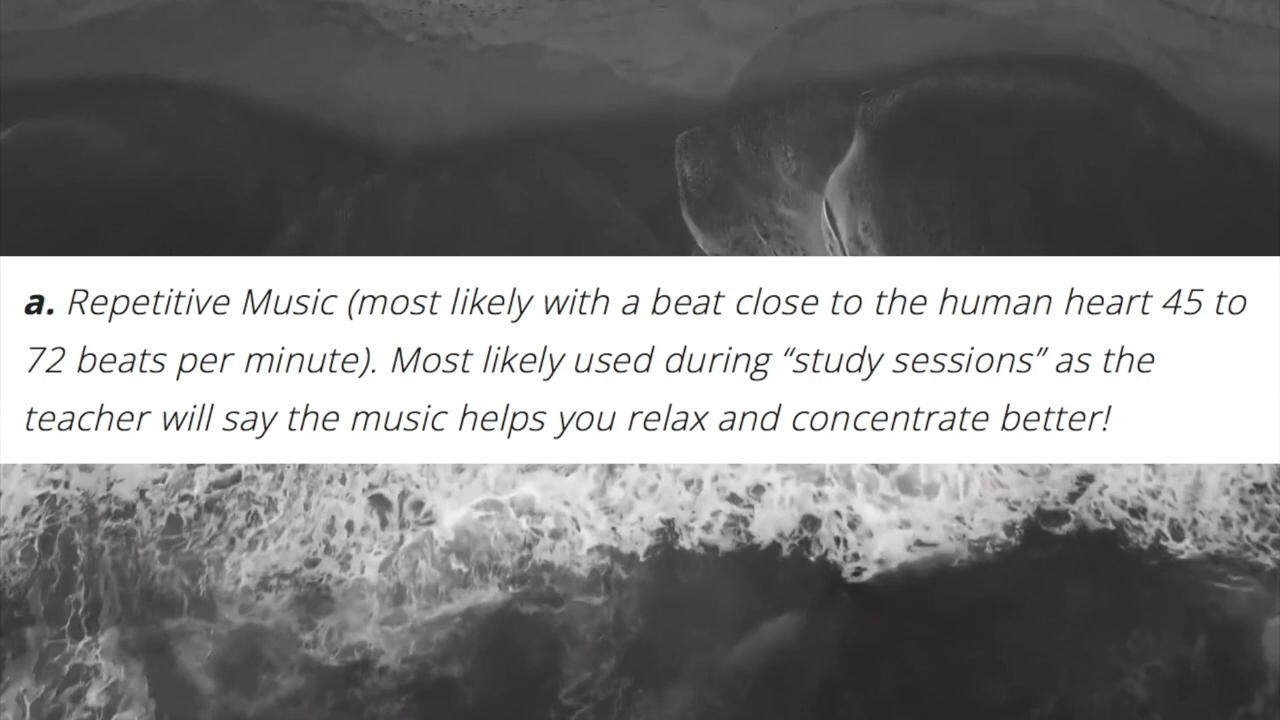 a. Repetitive Music (most likely with a beat close to the human heart 45 to
72 beats per minute). Most likely used during “study sessions” as the
teacher will say the music helps you relax and concentrate better!